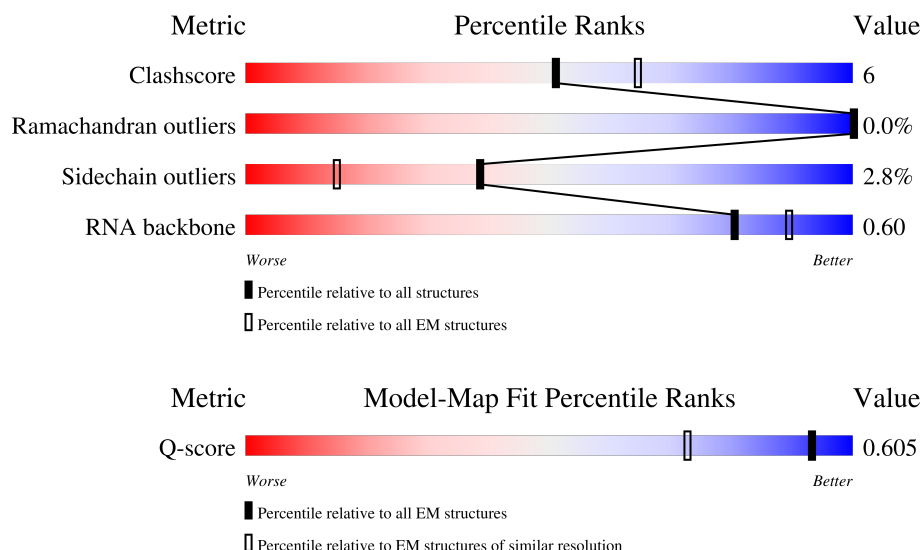 Metric Percentile Ranks Value
Clashscore 6
Ramachandran outliers 0.0%
Sidechain outliers 2.8%
RNA backbone 0.60
Worse Better
Percentile relative to all structures
Percentile relative to all EM structures
Metric Model-Map Fit Percentile Ranks Value
Q-score 0.605
Worse Better
Percentile relative to all EM structures
Percentile relative to EM structures of similar resolution